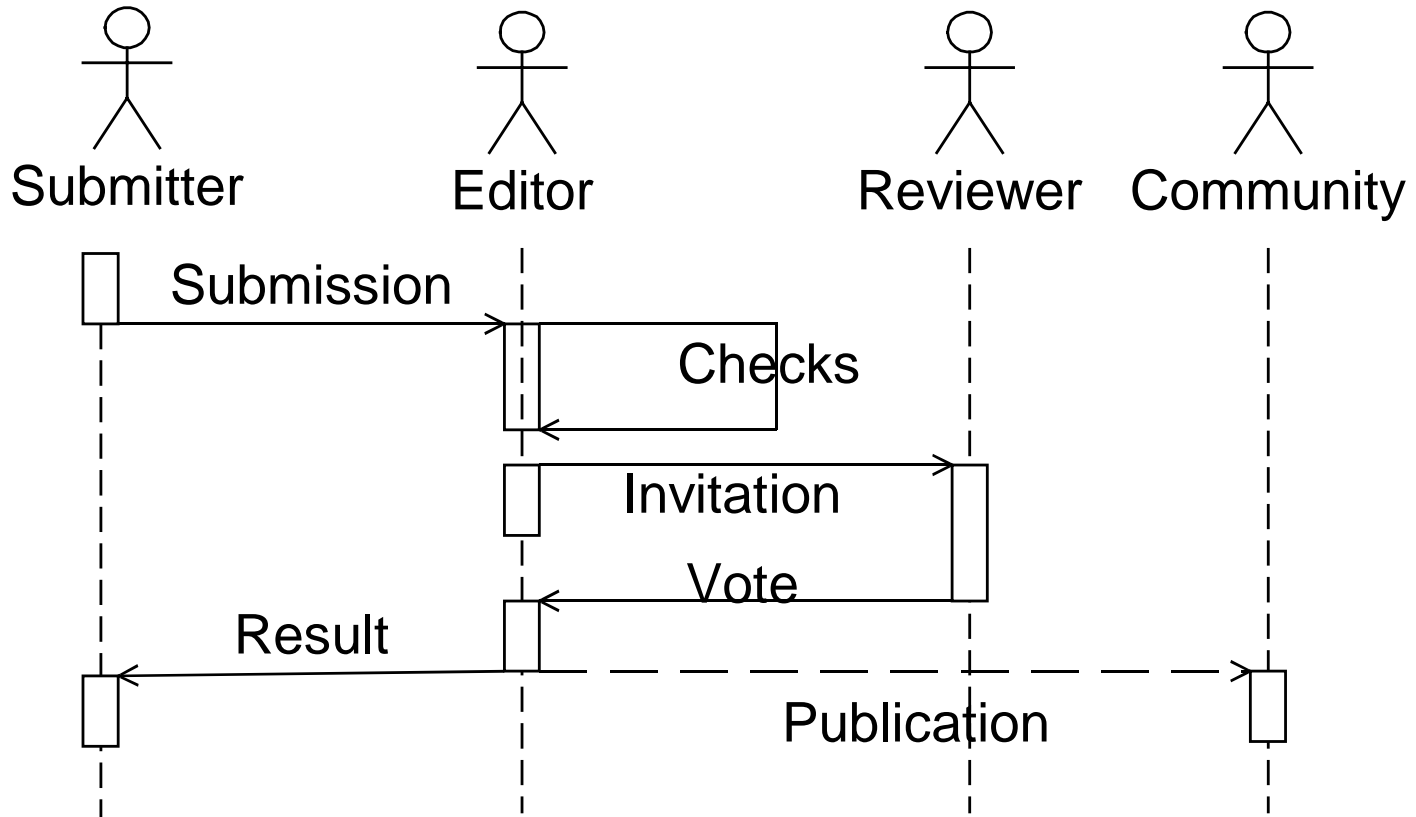 Submitter
Editor
Reviewer
Community
Submission
Checks
Invitation
Vote
Result
Publication